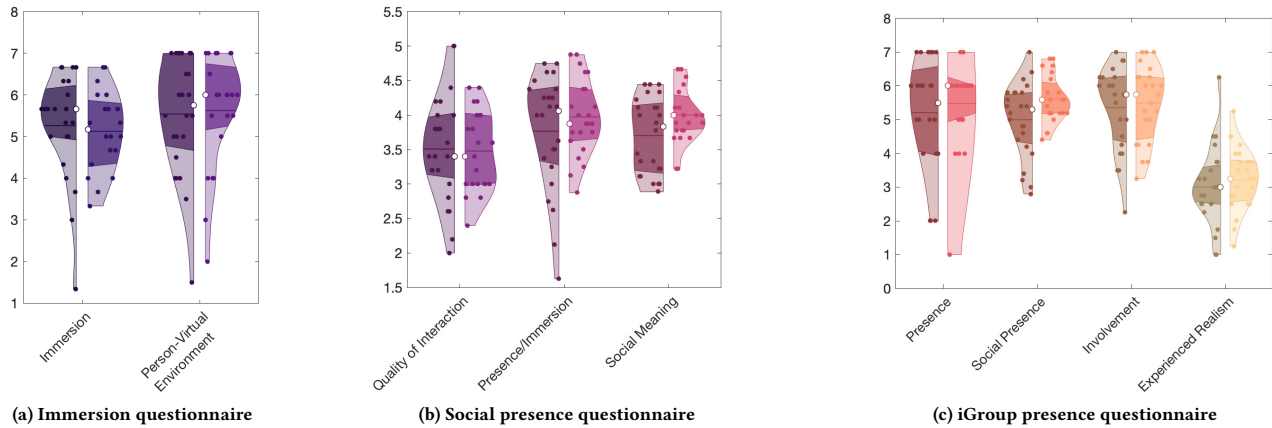 8
7
6
5
4
3
2
1
Immersion
Person-Virtual
Environment
(a) Immersion questionnaire
5.5
5
4.5
4
3.5
3
2.5
2
1.5
Quality of Interaction
Presence/Immersion
Social Meaning
(b) Social presence questionnaire
8
7
6
5
4
3
2
1
0
Presence
Social Presence
Involvement
Experienced Realism
(c) iGroup presence questionnaire